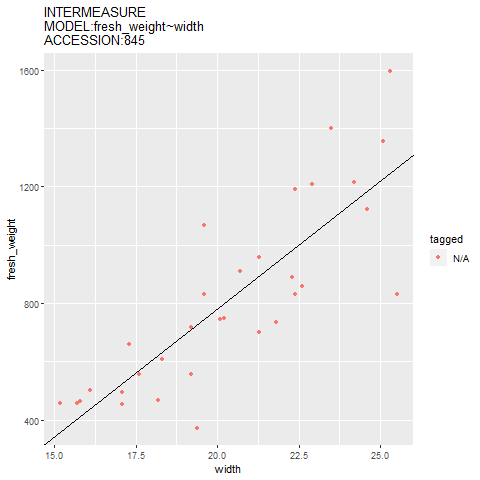 INTERMEASURE
MODEL:fresh_weight~width
ACCESSION:845
1600
1200
800
400
fresh_weight
15.0 17.5 20.0 22.5 25.0
width
tagged
N/A